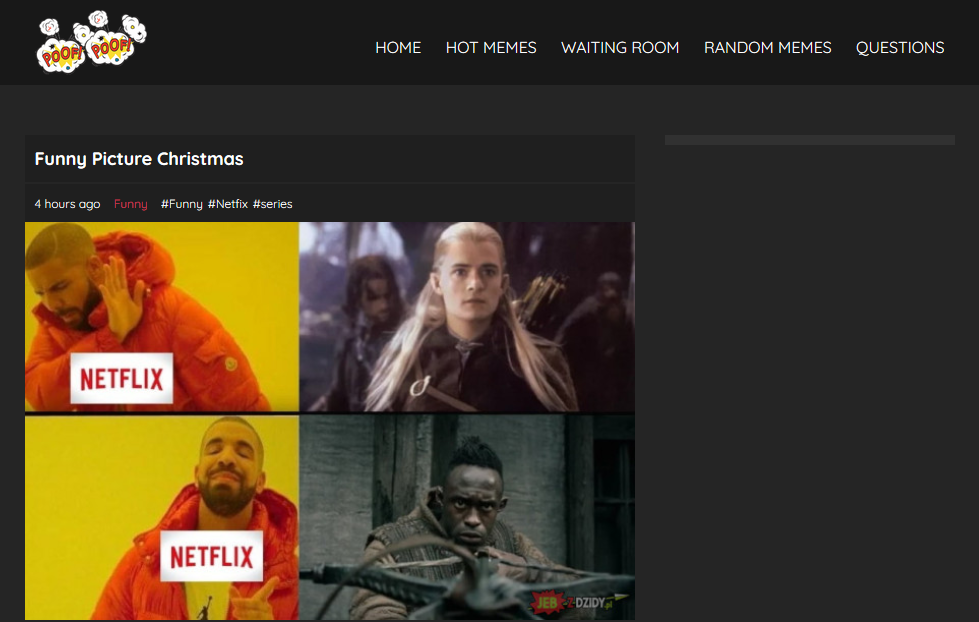 POOF! POOF!
HOME HOT MEMES WAITING ROOM RANDOM MEMES QUESTIONS
Funny Picture Christmas
4 hours ago Funny #Funny #Netfix #series
NETFLIX
NETFLIX
JEB-Z-DZIDY.pl